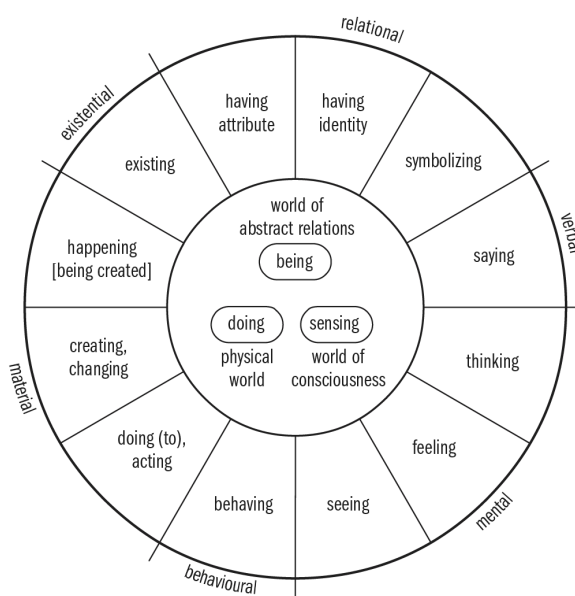 relational
existential
having
attribute
having
identity
existing
symbolizing
verbal
world of
abstract relations
being
happening
[being created]
saying
doing
sensing
physical
world
world of
consciousness
creating,
changing
thinking
material
doing (to),
acting
feeling
behaving
seeing
mental
behavioural